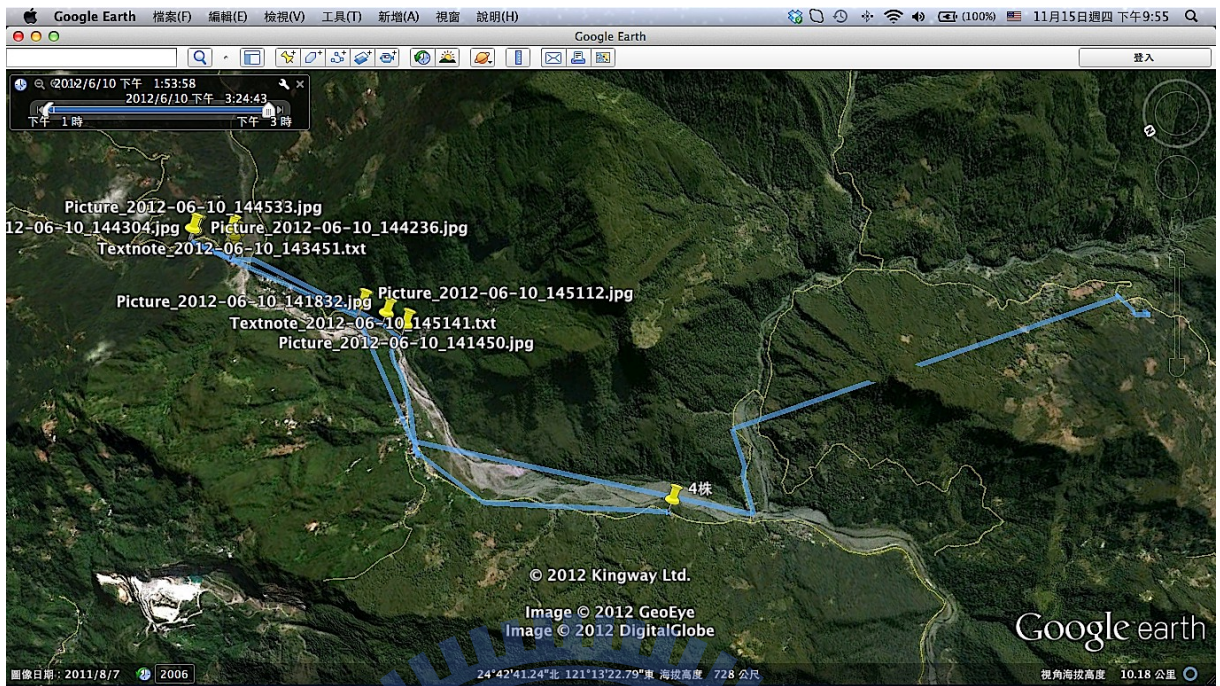 Google Earth 檔案(F) 編輯(E) 檢視(V) 工具(T) 新增(A) 視窗 說明(H) (100%) 11月15日週四 下午9:55
Google Earth
登入
2012/6/10 下午 1:53:58
2012/6/10 下午 3:24:43
下午 1 時 下午 3 時
Picture_2012-06-10_144533.jpg
12-06-10_144304.jpg Picture_2012-06-10_144236.jpg
Textnote_2012-06-10_143451.txt
Picture_2012-06-10_141832.jpg Picture_2012-06-10_145112.jpg
Textnote_2012-06-10_145141.txt
Picture_2012-06-10_141450.jpg
4株
N
© 2012 Kingway Ltd.
Image © 2012 GeoEye
Image © 2012 DigitalGlobe
Google earth
圖像日期：2011/8/7 2006 24°42'41.24"北 121°13'22.79"東 海拔高度 728 公尺 視角海拔高度 10.18 公里